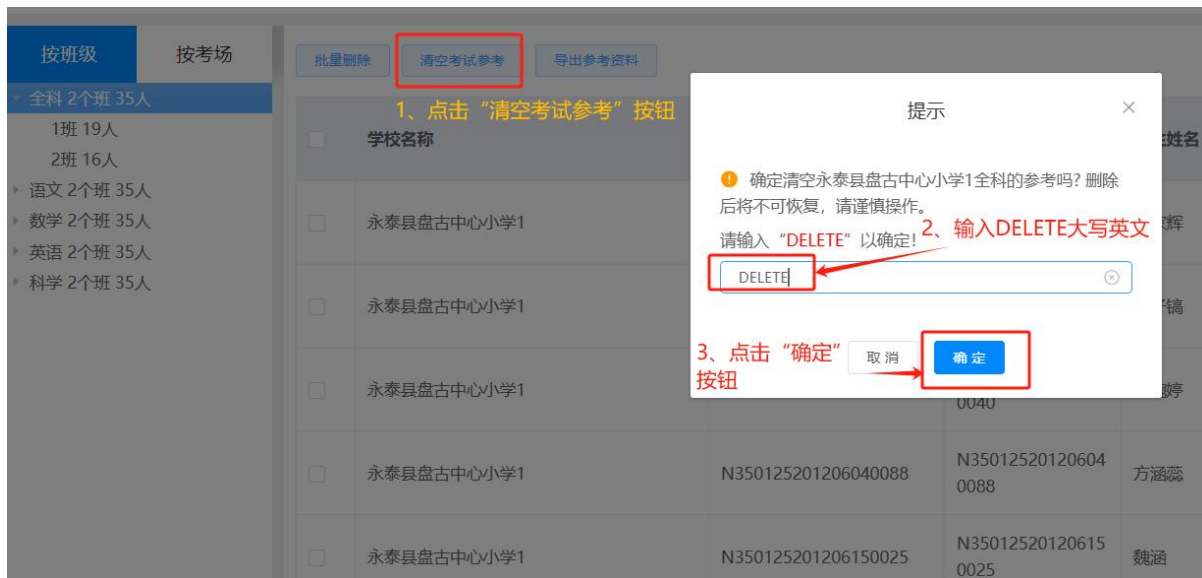 按班级
按考场
批量删除
清空考试参考
导出参考资料
全科 2个班 35人
1班 19人
2班 16人
语文 2个班 35人
数学 2个班 35人
英语 2个班 35人
科学 2个班 35人
1、点击“清空考试参考”按钮
学校名称
姓名
提示
确定清空永泰县盘古中心小学1全科的参考吗? 删除
后将不可恢复，请谨慎操作。
请输入“DELETE”以确定!
2、输入DELETE大写英文
DELETE
3、点击“确定”
按钮
取消
确定
永泰县盘古中心小学1
辉
永泰县盘古中心小学1
镐
永泰县盘古中心小学1
0040
婷
永泰县盘古中心小学1
N350125201206040088
N35012520120604
0088
方涵蕊
永泰县盘古中心小学1
N350125201206150025
N35012520120615
0025
魏涵